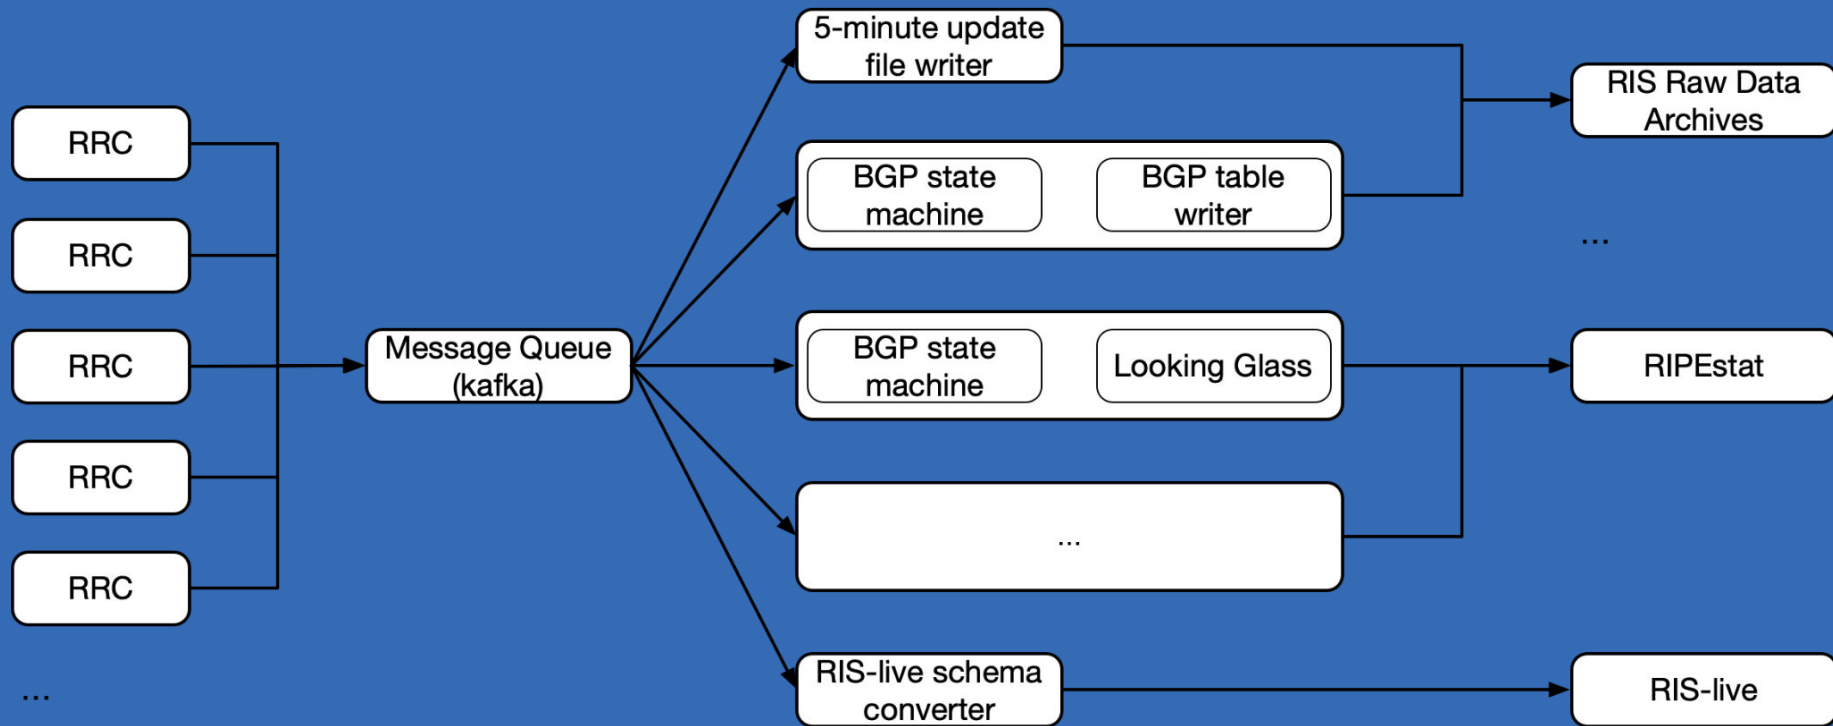 RRC
RRC
RRC
RRC
RRC
...
Message Queue
(kafka)
5-minute update
file writer
BGP state
machine
BGP table
writer
BGP state
machine
Looking Glass
...
RIS-live schema
converter
RIS Raw Data
Archives
...
RIPEstat
RIS-live